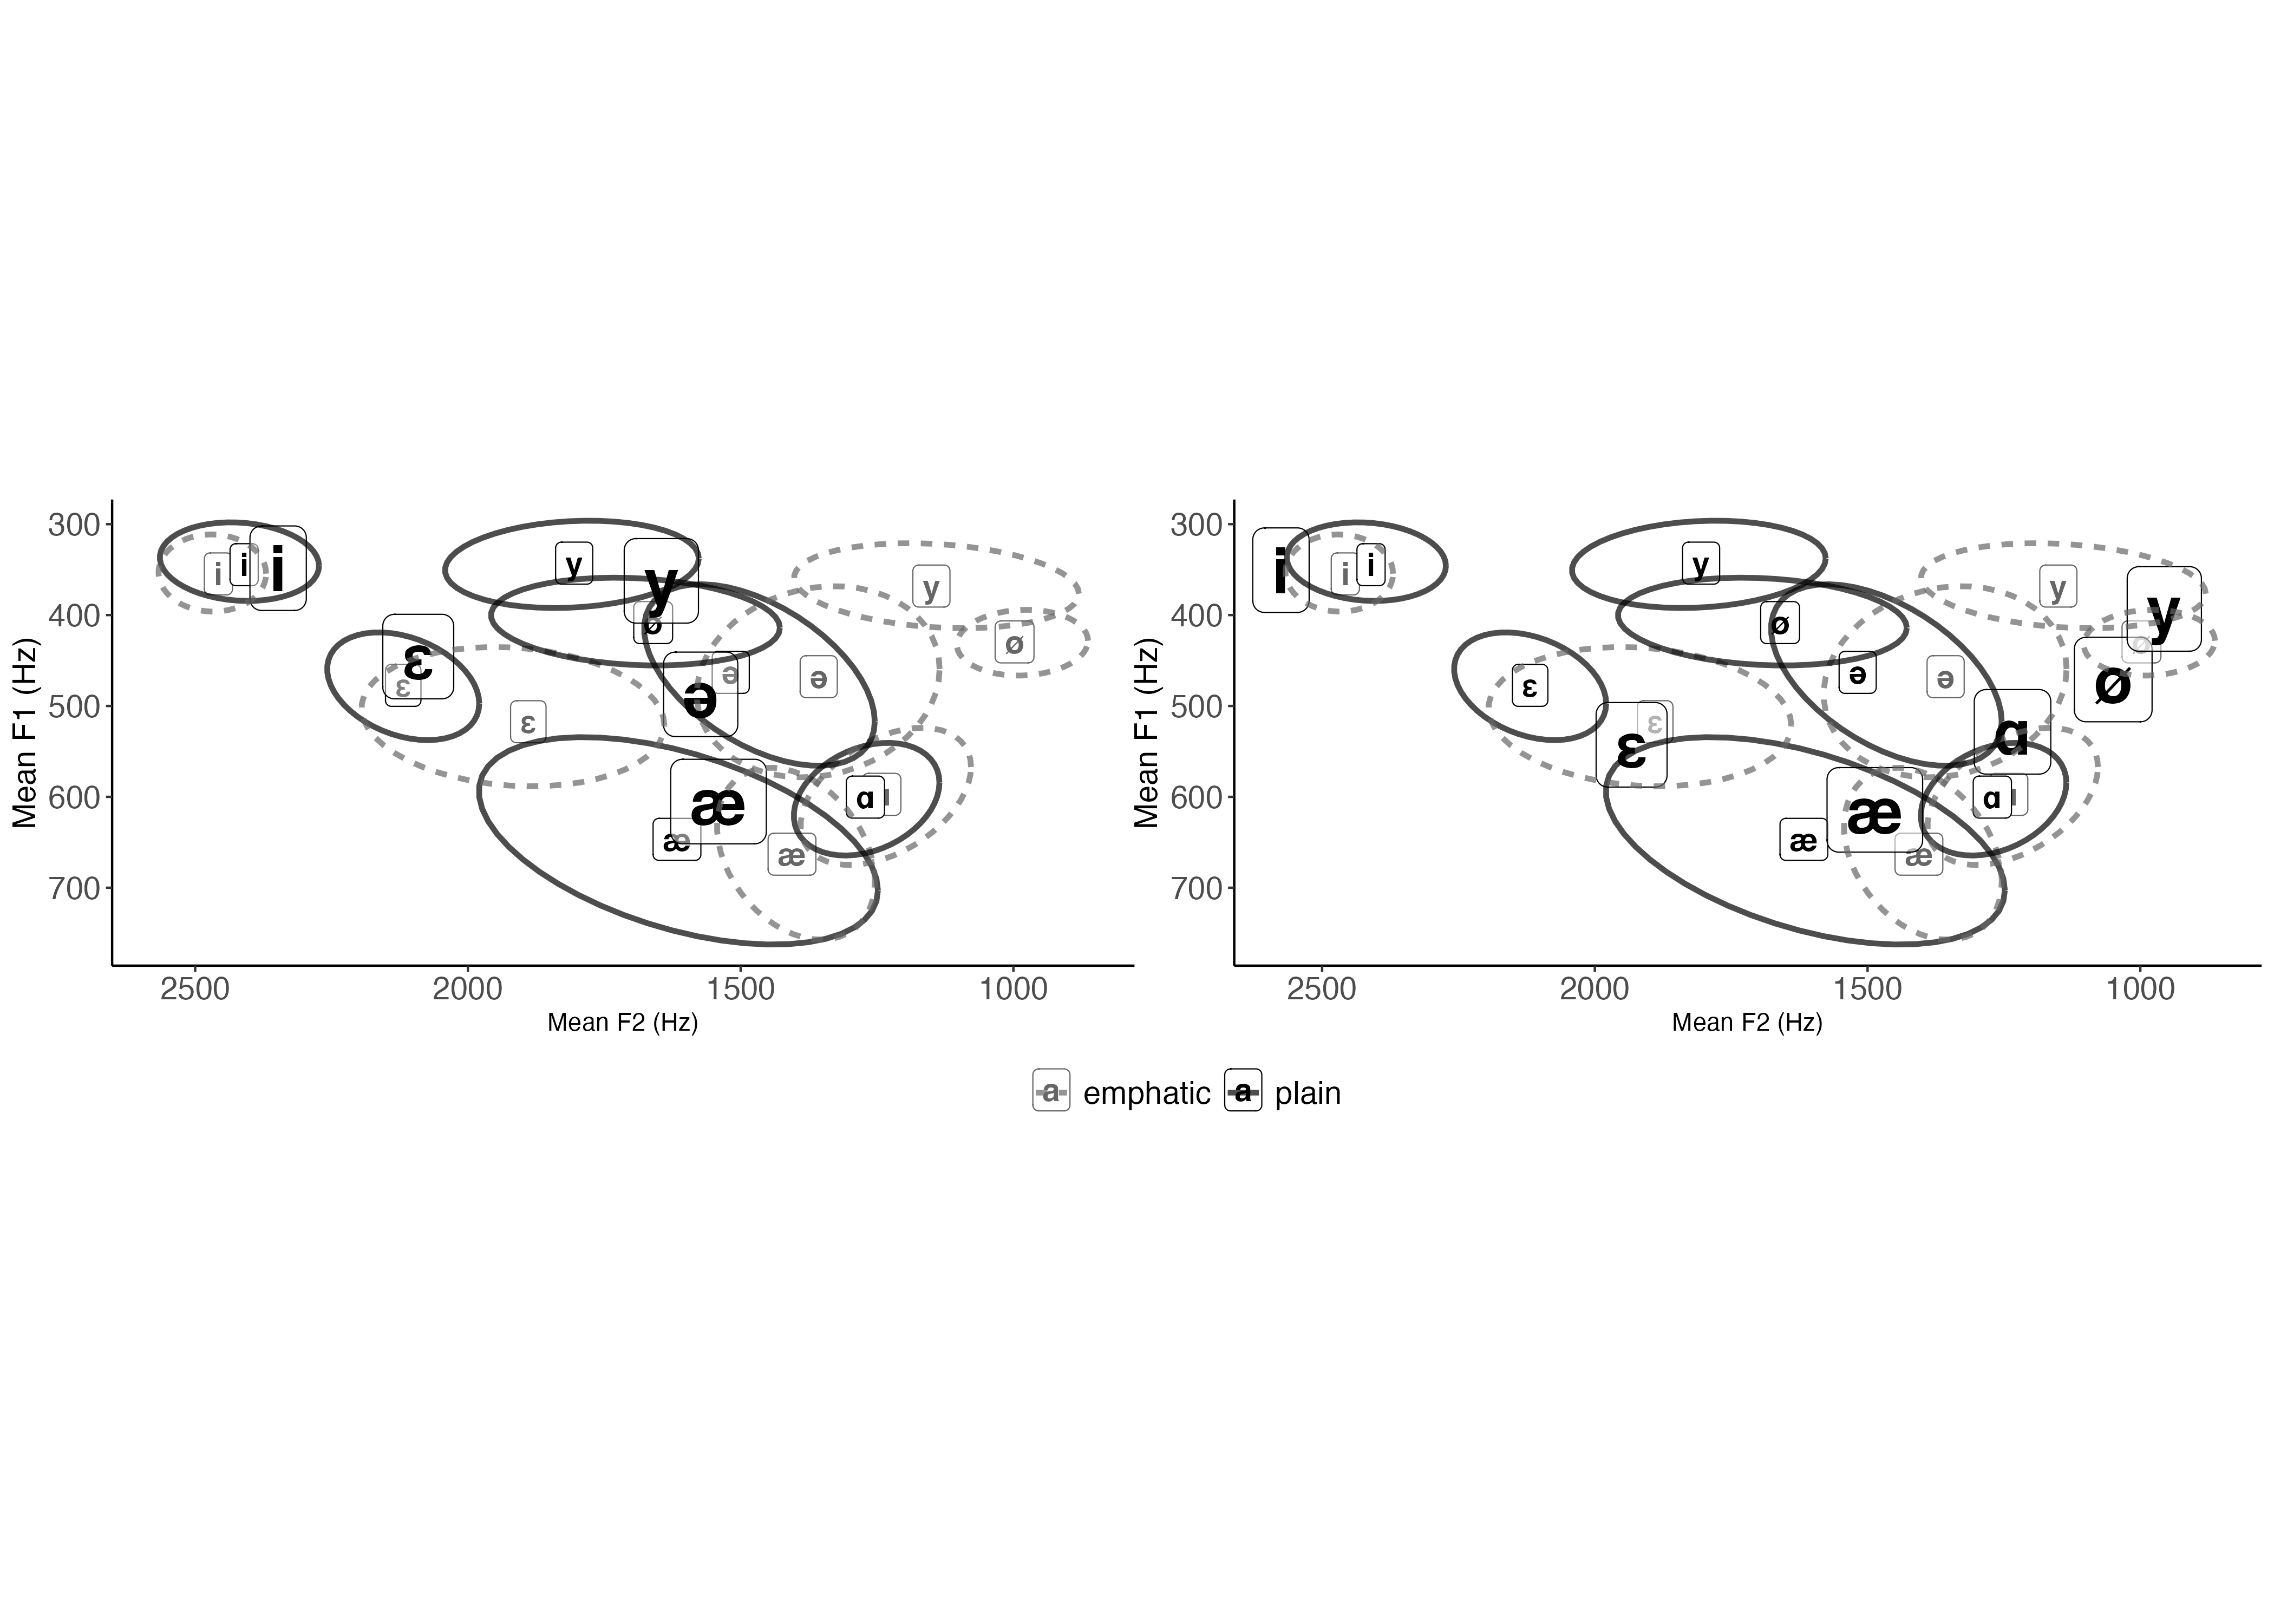 300
400
500
600
700
Mean F1 (Hz)
i i i
y y y
ø ø
ɛ ɛ ɛ
ə ə ə
æ æ æ
ɑ
2500 2000 1500 1000
Mean F2 (Hz)
300
400
500
600
700
Mean F1 (Hz)
i i i
y y y
ø ø ø
ɛ ɛ ɛ
ə ə
ɑ ɑ
æ æ æ
2500 2000 1500 1000
Mean F2 (Hz)
a emphatic a plain